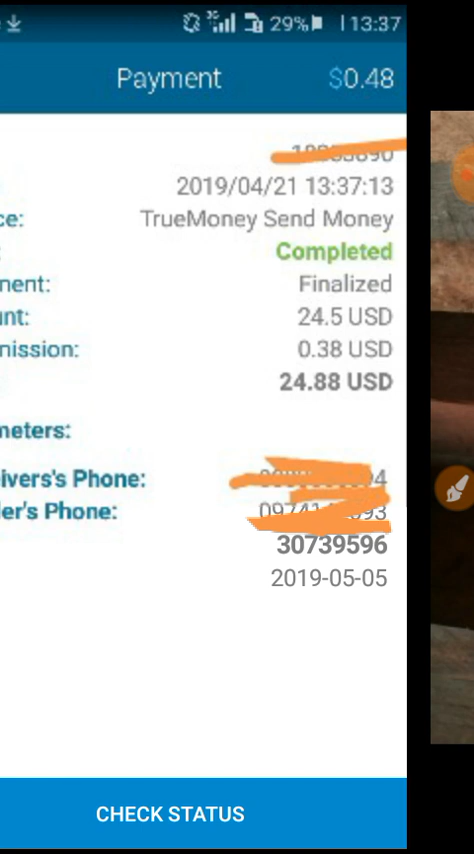 29% 13:37
Payment $0.48
2019/04/21 13:37:13
ce: TrueMoney Send Money
: Completed
nent: Finalized
unt: 24.5 USD
nission: 0.38 USD
24.88 USD
neters:
ivers's Phone:
ler's Phone:
30739596
2019-05-05
CHECK STATUS